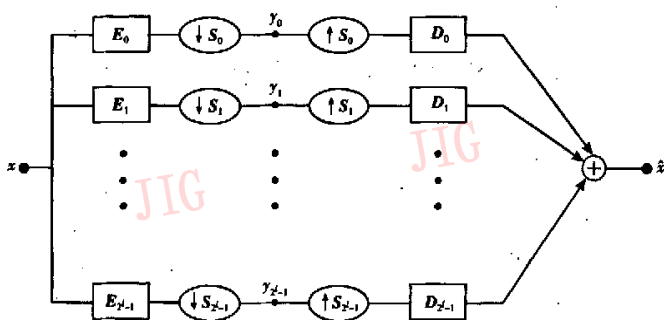 E₀ ↓ S₀ y₀ ↑ S₀ D₀
E₁ ↓ S₁ y₁ ↑ S₁ D₁
x + x̂
JIG JIG
E₂ʲ₋₁ ↓ S₂ʲ₋₁ y₂ʲ₋₁ ↑ S₂ʲ₋₁ D₂ʲ₋₁